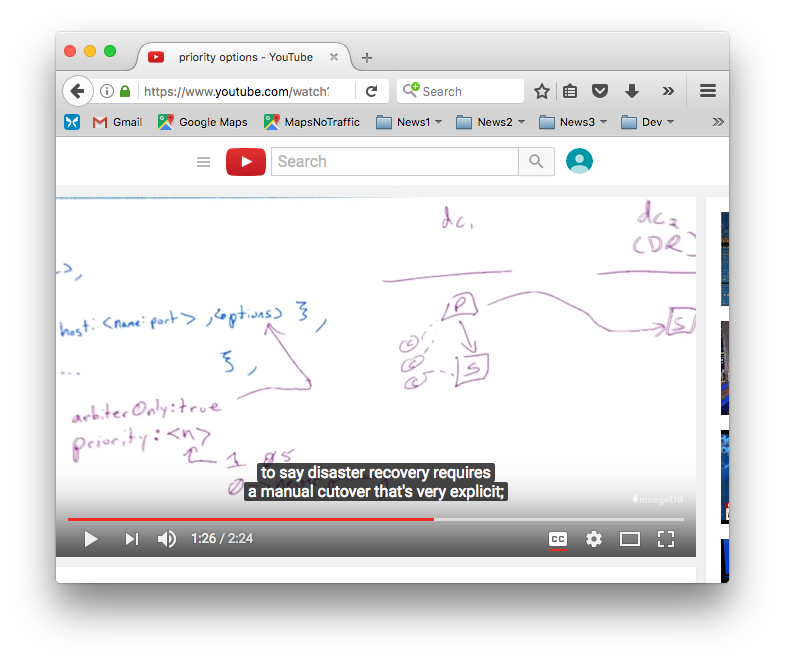 priority options - YouTube
https://www.youtube.com/watch?
Search
Gmail
Google Maps
MapsNoTraffic
News1
News2
News3
Dev
Search
dc1
dc2
(DR)
>,
host: <name:port> , <options> } ,
...
} ,
P
S
S
c
c
c
arbiterOnly: true
priority: <n>
1
to say disaster recovery requires
a manual cutover that's very explicit;
mongoDB
1:26 / 2:24
CC